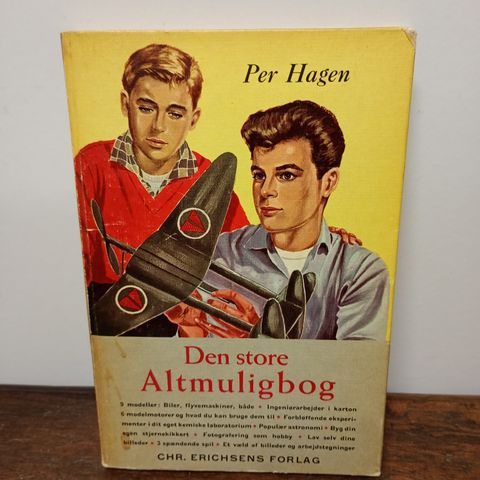 Per Hagen
Den store
Altmuligbog
9 modeller: Biler, flyvemaskiner, både • Ingeniørarbejder i karton
6 modelmotorer og hvad du kan bruge dem til • Forbløffende eksperi-
menter i dit eget kemiske laboratorium • Populær astronomi • Byg din
egen stjernekikkert • Fotografering som hobby • Lav selv dine
billeder • 3 spændende spil • Et væld af billeder og arbejdstegninger
CHR. ERICHSENS FORLAG